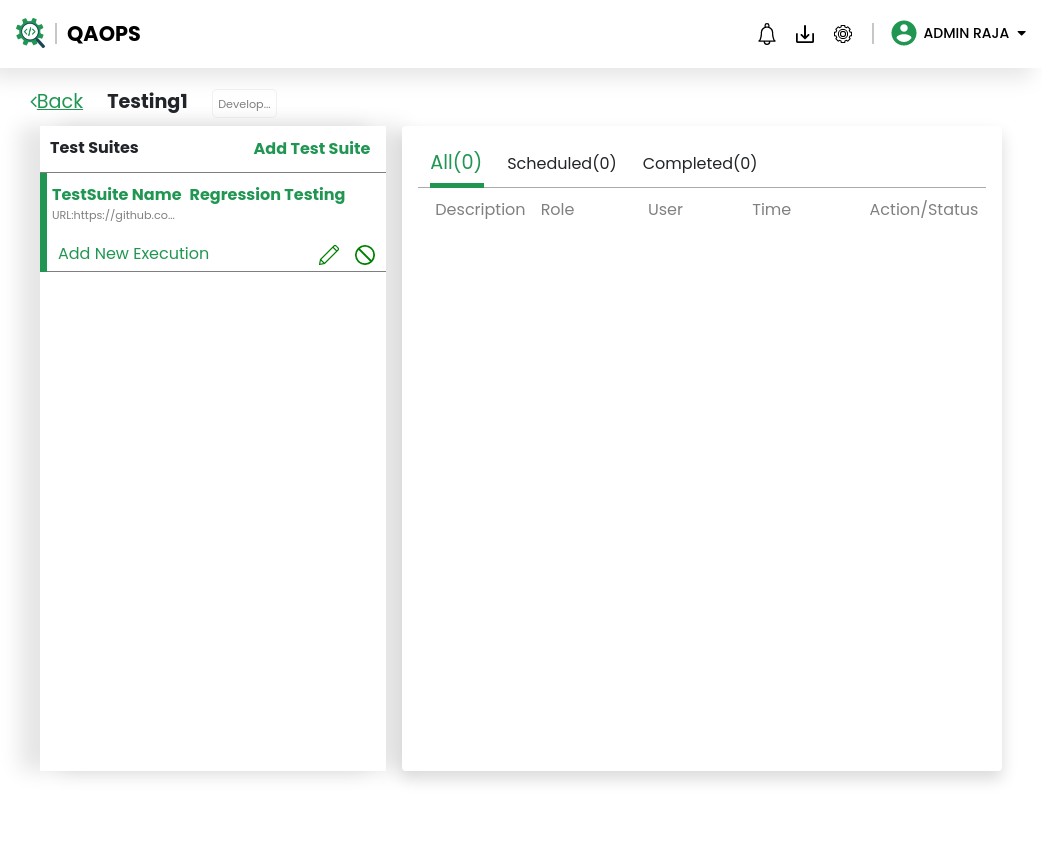 QAOPS
ADMIN RAJA
Back Testing1 Develop...
Test Suites Add Test Suite
TestSuite Name Regression Testing
URL:https://github.co...
Add New Execution
All(0) Scheduled(0) Completed(0)
Description Role User Time Action/Status